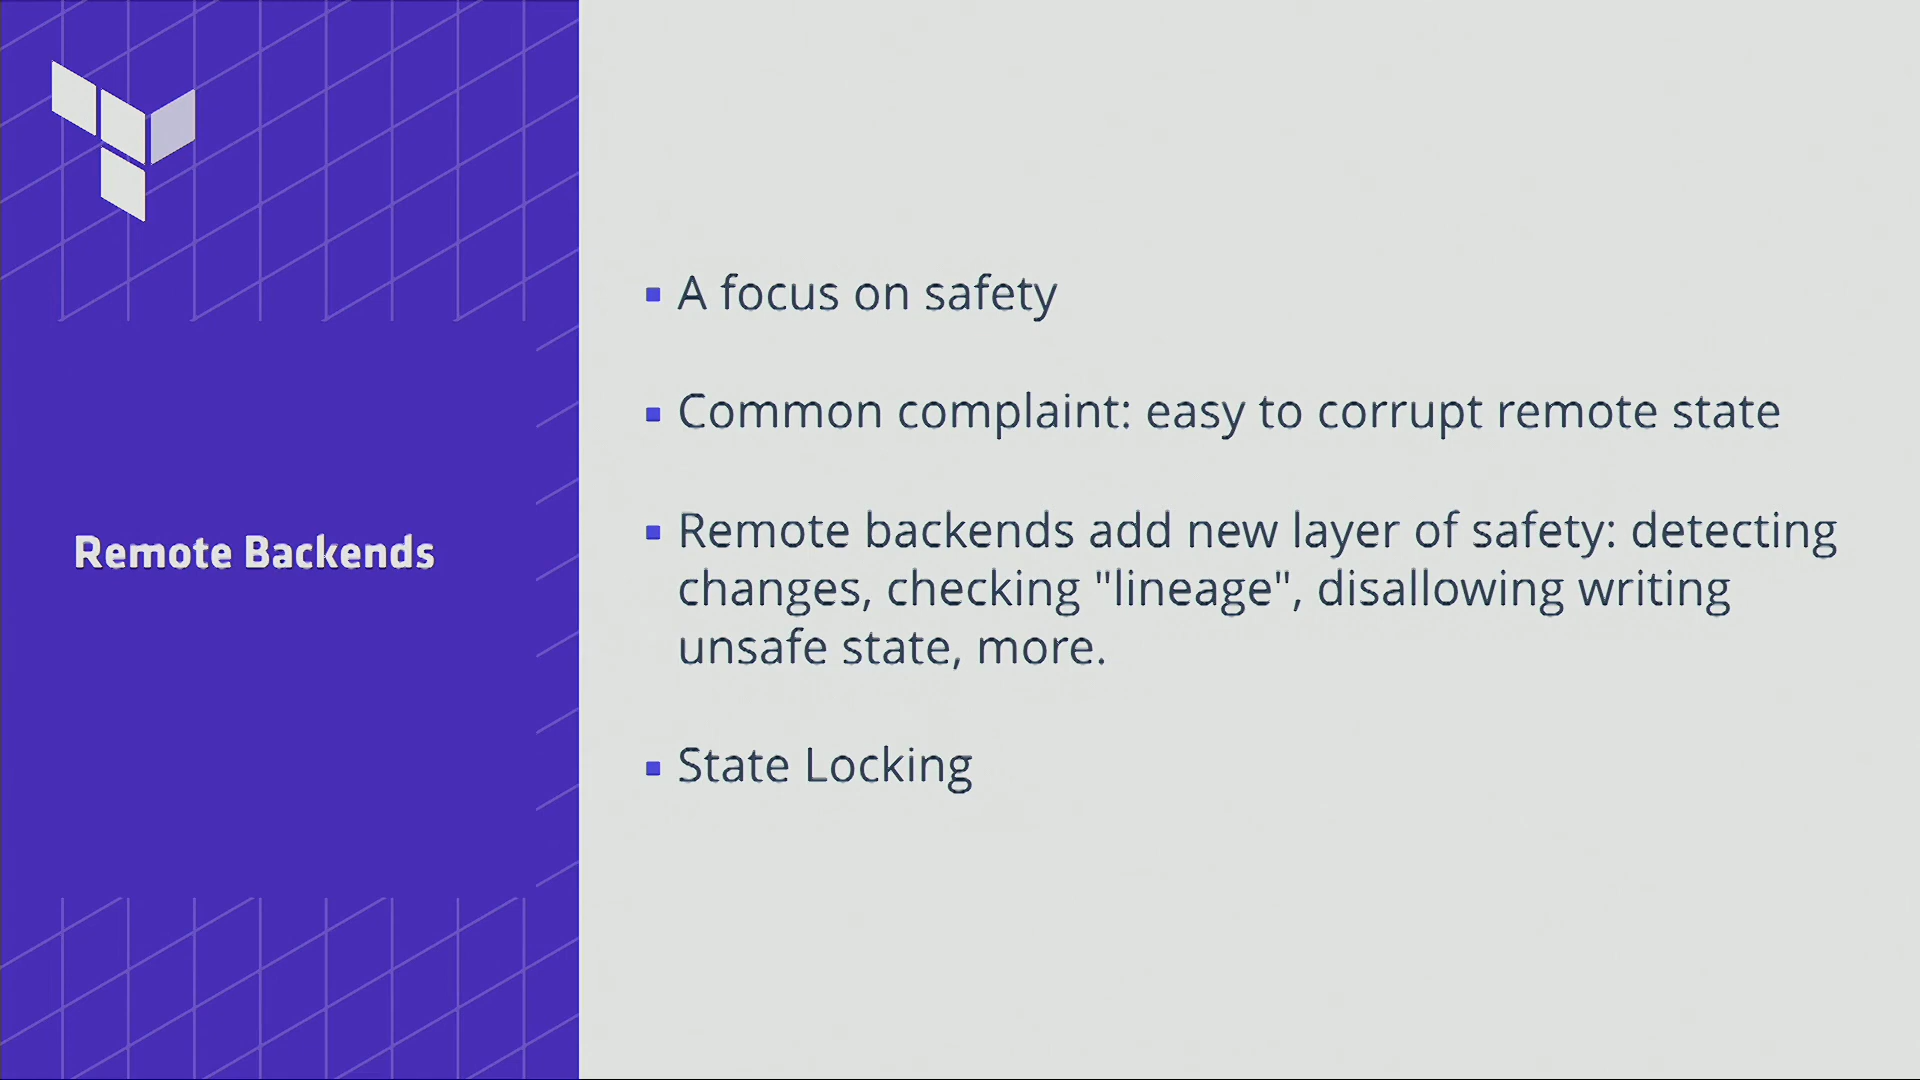 Remote Backends
A focus on safety
Common complaint: easy to corrupt remote state
Remote backends add new layer of safety: detecting
changes, checking "lineage", disallowing writing
unsafe state, more.
State Locking